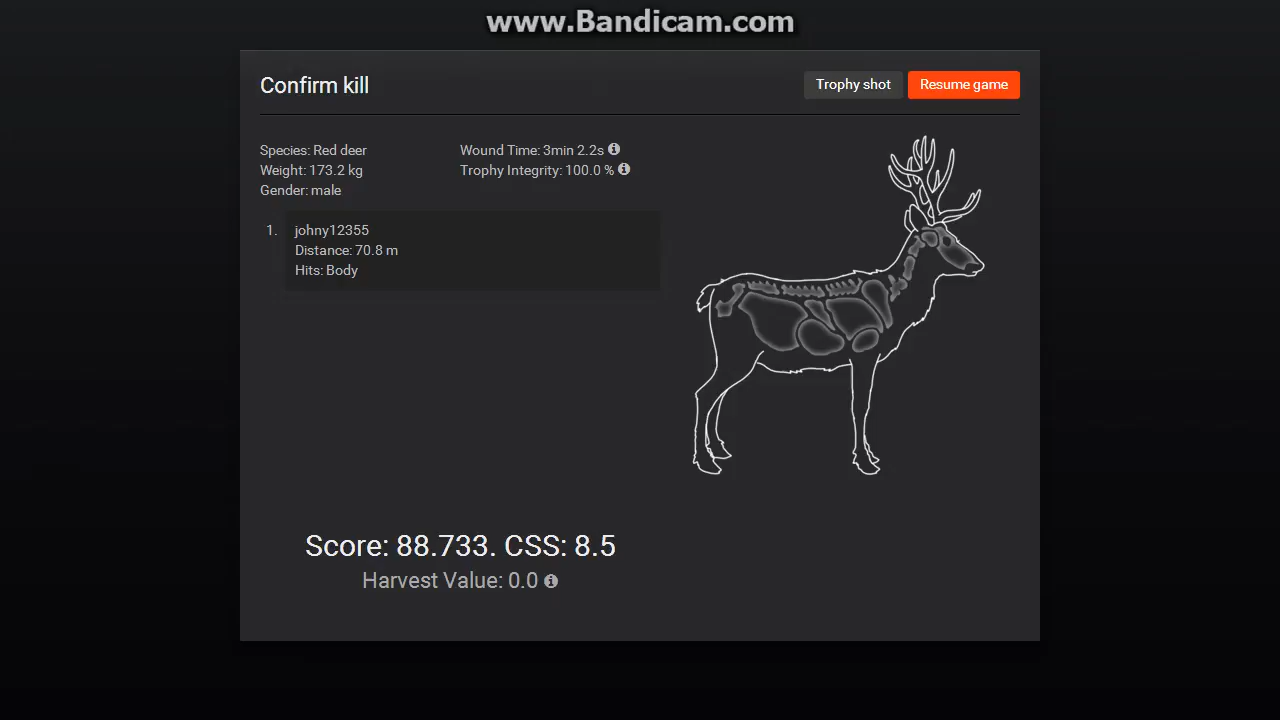 www.Bandicam.com
Confirm kill
Trophy shot
Resume game
Species: Red deer
Weight: 173.2 kg
Gender: male
Wound Time: 3min 2.2s
Trophy Integrity: 100.0 %
1.
johny12355
Distance: 70.8 m
Hits: Body
Score: 88.733. CSS: 8.5
Harvest Value: 0.0